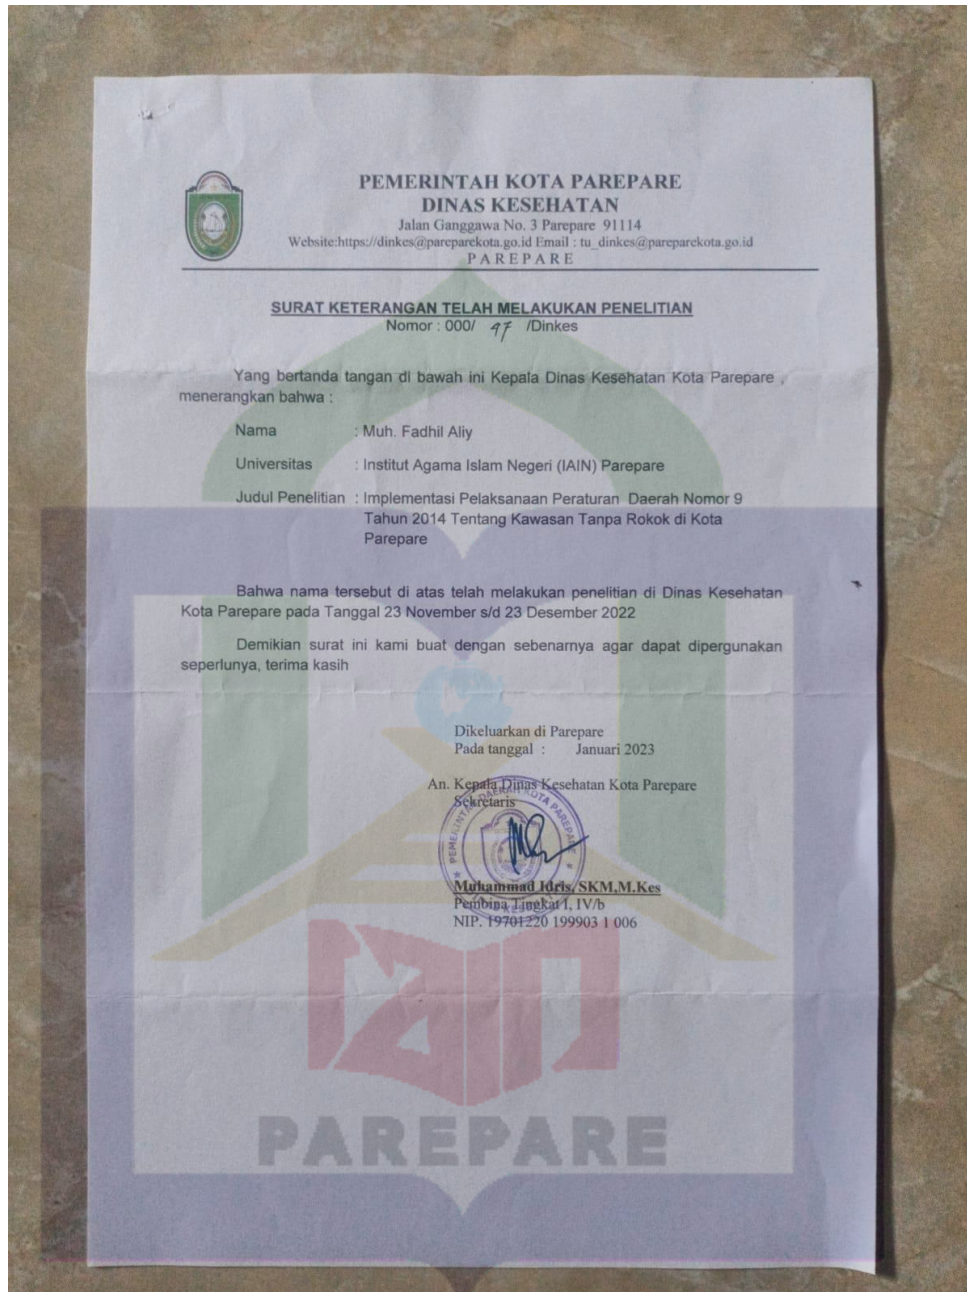 PEMERINTAH KOTA PAREPARE
DINAS KESEHATAN
Jalan Ganggawa No. 3 Parepare 91114
Website:https://dinkes@pareparekota.go.id Email : tu_dinkes@pareparekota.go.id
P A R E P A R E
SURAT KETERANGAN TELAH MELAKUKAN PENELITIAN
Nomor : 000/ 97 /Dinkes
Yang bertanda tangan di bawah ini Kepala Dinas Kesehatan Kota Parepare ,
menerangkan bahwa :
Nama : Muh. Fadhil Aliy
Universitas : Institut Agama Islam Negeri (IAIN) Parepare
Judul Penelitian : Implementasi Pelaksanaan Peraturan Daerah Nomor 9
Tahun 2014 Tentang Kawasan Tanpa Rokok di Kota
Parepare
Bahwa nama tersebut di atas telah melakukan penelitian di Dinas Kesehatan
Kota Parepare pada Tanggal 23 November s/d 23 Desember 2022
Demikian surat ini kami buat dengan sebenarnya agar dapat dipergunakan
seperlunya, terima kasih
Dikeluarkan di Parepare
Pada tanggal : Januari 2023
An. Kepala Dinas Kesehatan Kota Parepare
Sekretaris
PEMERINTAH DAERAH KOTA PAREPARE
Muhammad Idris, SKM,M.Kes
Pembina Tingkat I, IV/b
NIP. 19701220 199903 1 006
PAREPARE